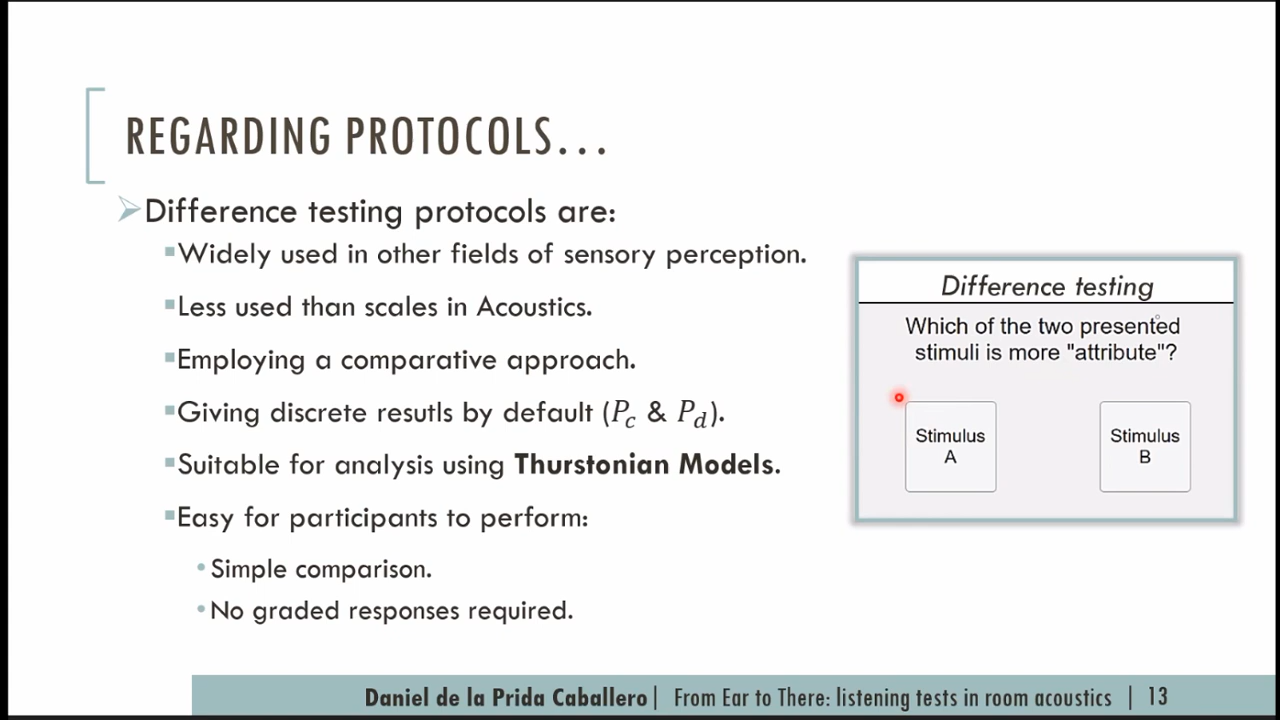 REGARDING PROTOCOLS...
Difference testing protocols are:
Widely used in other fields of sensory perception.
Less used than scales in Acoustics.
Employing a comparative approach.
Giving discrete resutls by default (P_c & P_d).
Suitable for analysis using Thurstonian Models.
Easy for participants to perform:
Simple comparison.
No graded responses required.
Difference testing
Which of the two presented
stimuli is more "attribute"?
Stimulus
A
Stimulus
B
Daniel de la Prida Caballero| From Ear to There: listening tests in room acoustics | 13